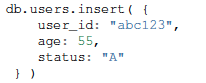 db.users.insert( {
user_id: "abc123",
age: 55,
status: "A"
} )